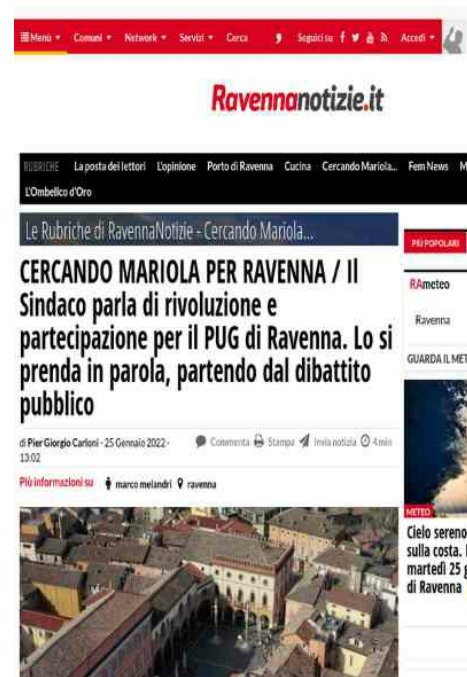 Menù Comuni Network Servizi Cerca Seguici su Accedi
Ravennanotizie.it
RUBRICHE La posta dei lettori L'opinione Porto di Ravenna Cucina Cercando Mariola... Fem News M
L'Ombelico d'Oro
Le Rubriche di RavennaNotizie - Cercando Mariola...
CERCANDO MARIOLA PER RAVENNA / Il
Sindaco parla di rivoluzione e
partecipazione per il PUG di Ravenna. Lo si
prenda in parola, partendo dal dibattito
pubblico
di Pier Giorgio Carloni - 25 Gennaio 2022 -
13:02
Commenta Stampa Invia notizia 4 min
Più informazioni su marco melandri ravenna
PIÙ POPOLARI
RAmeteo
Ravenna
GUARDA IL MET
METEO
Cielo sereno
sulla costa.
martedì 25 g
di Ravenna